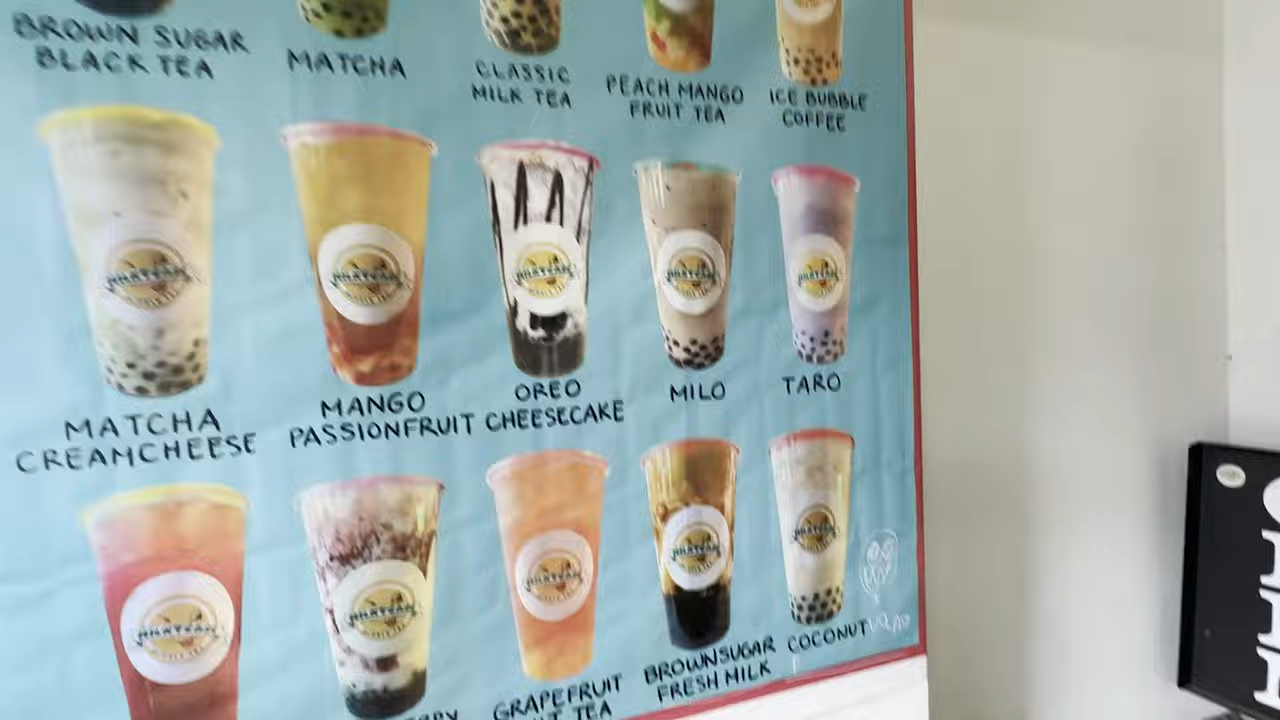 BROWN SUGAR
BLACK TEA
MATCHA
CLASSIC
MILK TEA
PEACH MANGO
FRUIT TEA
ICE BUBBLE
COFFEE
MATCHA
CREAMCHEESE
MANGO
PASSIONFRUIT
OREO
CHEESECAKE
MILO
TARO
GRAPEFRUIT
TEA
BROWNSUGAR
FRESH MILK
COCONUT